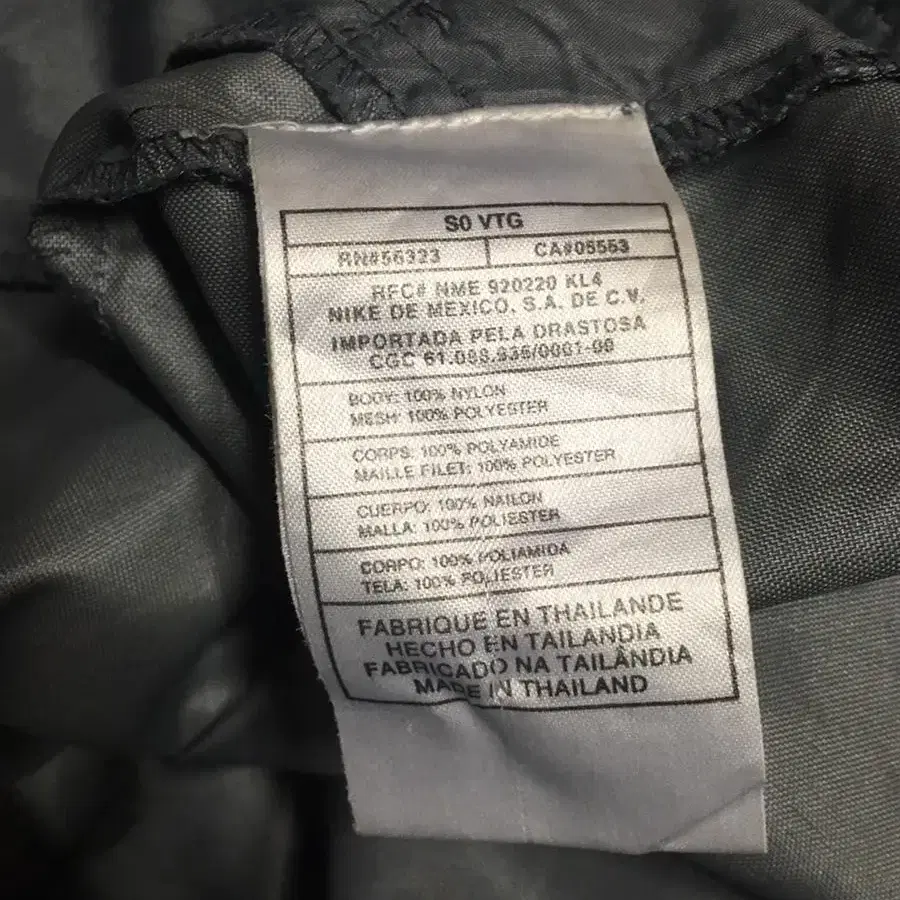 S0 VTG
RN#56323 CA#05553
RFC# NME 920220 KL4
NIKE DE MEXICO, S.A. DE C.V.
IMPORTADA PELA DRASTOSA
CGC 61.088.936/0001-00
BODY: 100% NYLON
MESH: 100% POLYESTER
CORPS: 100% POLYAMIDE
MAILLE FILET: 100% POLYESTER
CUERPO: 100% NAILON
MALLA: 100% POLIESTER
CORPO: 100% POLIAMIDA
TELA: 100% POLIESTER
FABRIQUE EN THAILANDE
HECHO EN TAILANDIA
FABRICADO NA TAILÂNDIA
MADE IN THAILAND